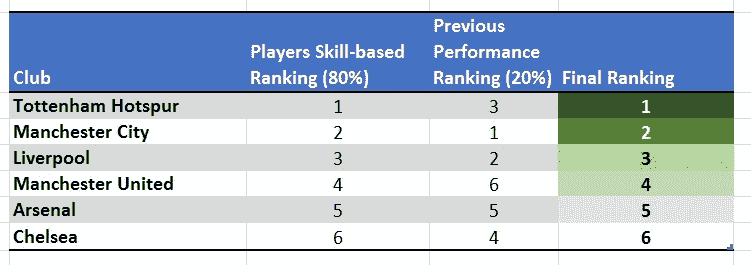 Club Players Skill-based Ranking (80%) Previous Performance Ranking (20%) Final Ranking
Tottenham Hotspur 1 3 1
Manchester City 2 1 2
Liverpool 3 2 3
Manchester United 4 6 4
Arsenal 5 5 5
Chelsea 6 4 6